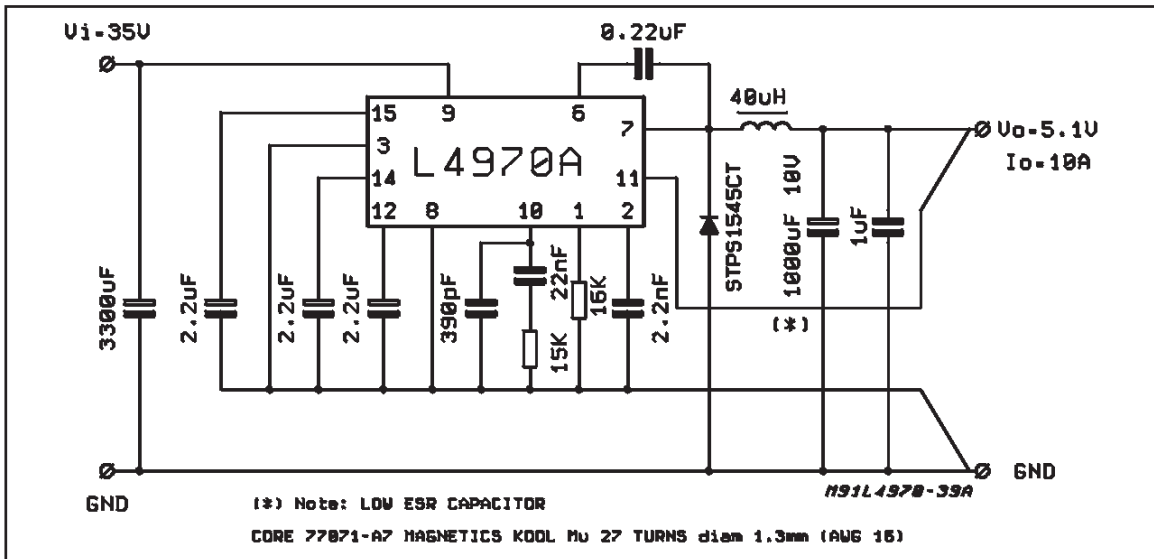 Vi=35V
0.22uF
40uH
15
9
6
7
Vo=5.1V
3
L4970A
Io=10A
14
11
12
8
10
1
2
3300uF
2.2uF
2.2uF
2.2uF
390pF
22nF
15K
16K
2.2nF
STPS1545CT
1000uF 10V
1uF
(*)
GND
GND
M91L4970-39A
(*) Note: LOW ESR CAPACITOR
CORE 77071-A7 MAGNETICS KOOL Mu 27 TURNS diam 1.3mm (AWG 16)